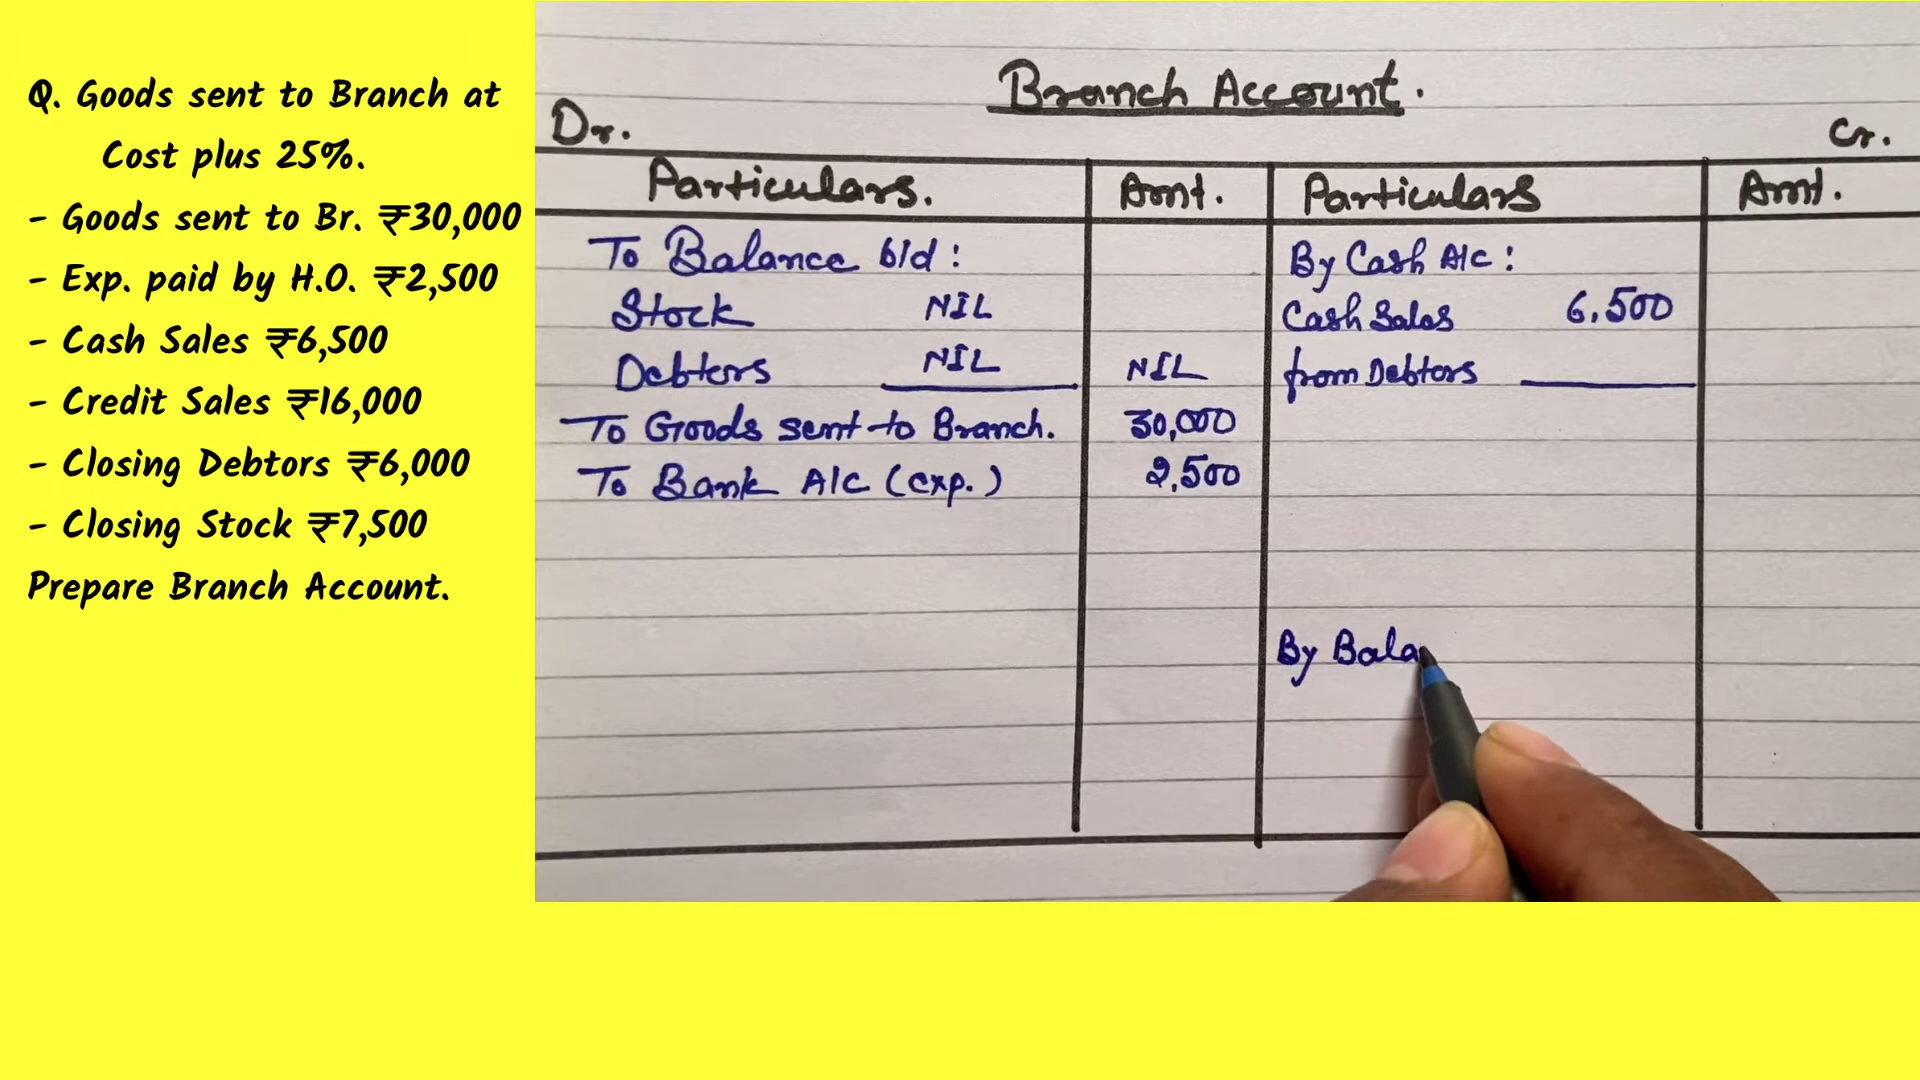 Q. Goods sent to Branch at
Cost plus 25%.
- Goods sent to Br. ₹30,000
- Exp. paid by H.O. ₹2,500
- Cash Sales ₹6,500
- Credit Sales ₹16,000
- Closing Debtors ₹6,000
- Closing Stock ₹7,500
Prepare Branch Account.
Branch Account.
Dr. Cr.
Particulars. Amt. Particulars Amt.
To Balance b/d : By Cash A/c :
Stock NIL Cash Sales 6,500
Debtors NIL NIL from Debtors
To Goods sent to Branch. 30,000
To Bank A/c (exp.) 2,500
By Bala